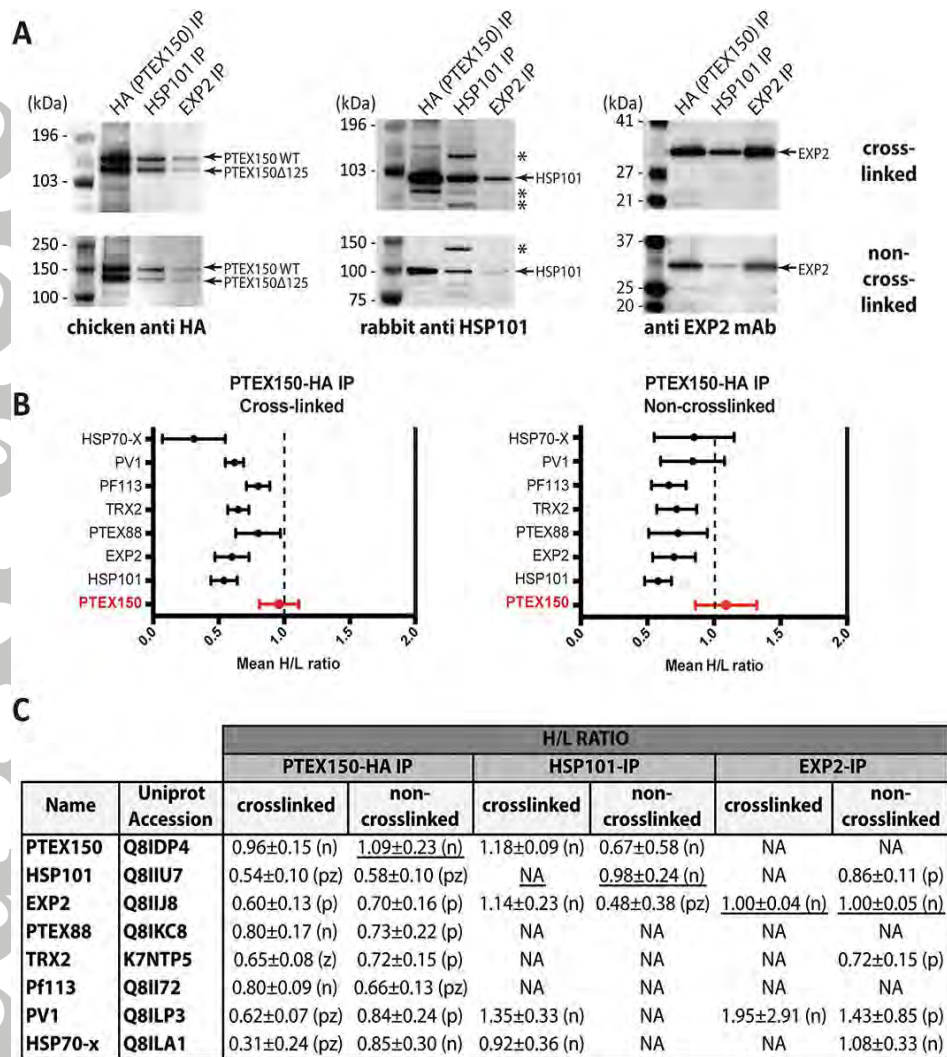 A
HA (PTEX150) IP
HSP101 IP
EXP2 IP
(kDa)
196 -
103 -
PTEX150 WT
PTEX150Δ125
250 -
150 -
100 -
PTEX150 WT
PTEX150Δ125
chicken anti HA
HA (PTEX150) IP
HSP101 IP
EXP2 IP
(kDa)
196 -
103 -
*
HSP101
*
*
150 -
100 -
75 -
*
HSP101
rabbit anti HSP101
HA (PTEX150) IP
HSP101 IP
EXP2 IP
(kDa)
41 -
27 -
21 -
EXP2
cross-
linked
37 -
25 -
20 -
EXP2
non-
cross-
linked
anti EXP2 mAb
B
PTEX150-HA IP
Cross-linked
HSP70-X
PV1
PF113
TRX2
PTEX88
EXP2
HSP101
PTEX150
0.0 0.5 1.0 1.5 2.0
Mean H/L ratio
PTEX150-HA IP
Non-crosslinked
HSP70-X
PV1
PF113
TRX2
PTEX88
EXP2
HSP101
PTEX150
0.0 0.5 1.0 1.5 2.0
Mean H/L ratio
C
H/L RATIO
PTEX150-HA IP HSP101-IP EXP2-IP
Name Uniprot Accession crosslinked non-crosslinked crosslinked non-crosslinked crosslinked non-crosslinked
PTEX150 Q8IDP4 0.96±0.15 (n) 1.09±0.23 (n) 1.18±0.09 (n) 0.67±0.58 (n) NA NA
HSP101 Q8IIU7 0.54±0.10 (pz) 0.58±0.10 (pz) NA 0.98±0.24 (n) NA 0.86±0.11 (p)
EXP2 Q8IIJ8 0.60±0.13 (p) 0.70±0.16 (p) 1.14±0.23 (n) 0.48±0.38 (pz) 1.00±0.04 (n) 1.00±0.05 (n)
PTEX88 Q8IKC8 0.80±0.17 (n) 0.73±0.22 (p) NA NA NA NA
TRX2 K7NTP5 0.65±0.08 (z) 0.72±0.15 (p) NA NA NA 0.72±0.15 (p)
Pf113 Q8II72 0.80±0.09 (n) 0.66±0.13 (pz) NA NA NA NA
PV1 Q8ILP3 0.62±0.07 (pz) 0.84±0.24 (p) 1.35±0.33 (n) NA 1.95±2.91 (n) 1.43±0.85 (p)
HSP70-x Q8ILA1 0.31±0.24 (pz) 0.85±0.30 (n) 0.92±0.36 (n) NA NA 1.08±0.33 (n)